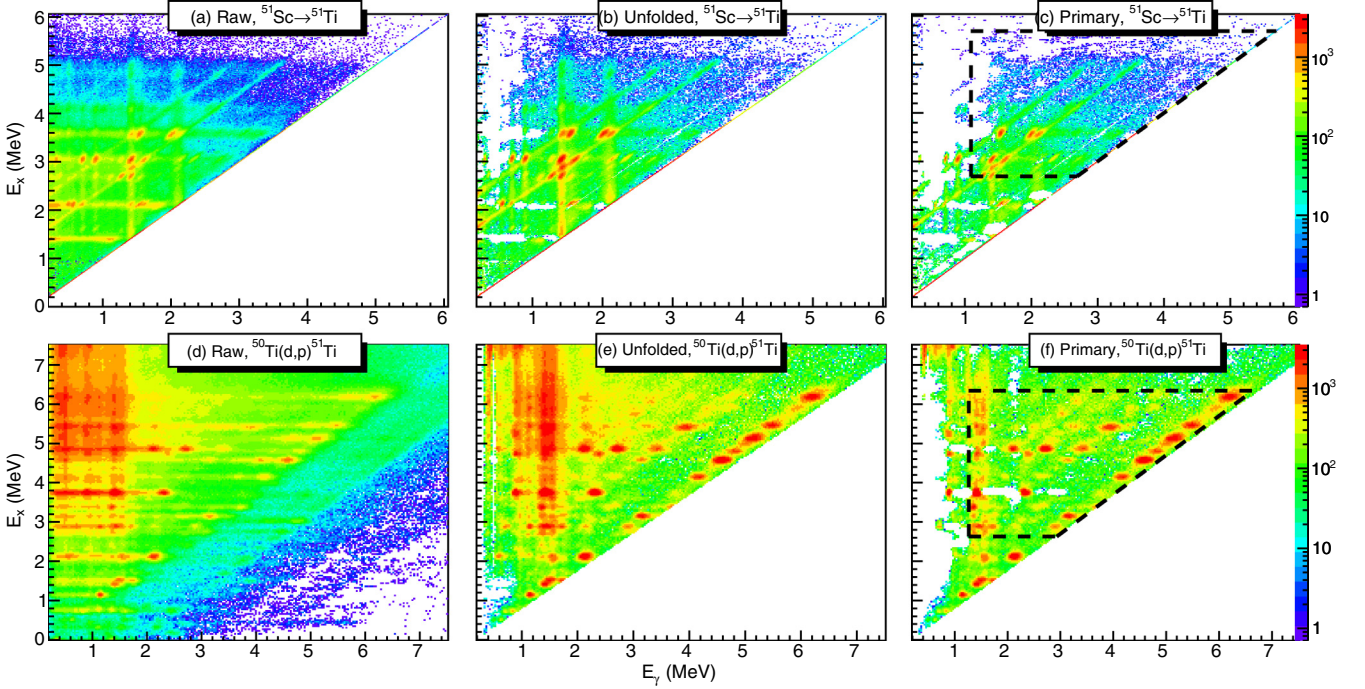 (a) Raw, ⁵¹Sc→⁵¹Ti
(b) Unfolded, ⁵¹Sc→⁵¹Ti
(c) Primary, ⁵¹Sc→⁵¹Ti
6
5
4
3
2
1
0
Eₓ (MeV)
1 2 3 4 5 6
1 2 3 4 5 6
1 2 3 4 5 6
10³
10²
10
1
(d) Raw, ⁵⁰Ti(d,p)⁵¹Ti
(e) Unfolded, ⁵⁰Ti(d,p)⁵¹Ti
(f) Primary, ⁵⁰Ti(d,p)⁵¹Ti
7
6
5
4
3
2
1
0
Eₓ (MeV)
1 2 3 4 5 6 7
1 2 3 4 5 6 7
1 2 3 4 5 6 7
10³
10²
10
1
Eᵧ (MeV)